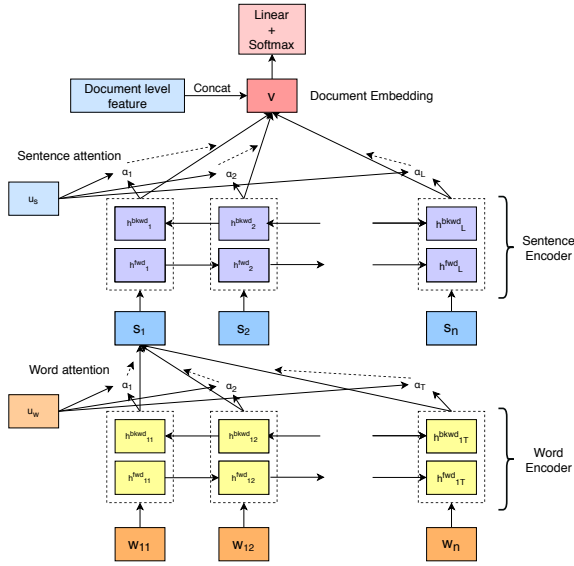 Linear
+
Softmax
Document level
feature
Concat
v
Document Embedding
Sentence attention
α1
α2
αL
us
hbkwd1
hbkwd2
hbkwdL
hfwd1
hfwd2
hfwdL
Sentence
Encoder
s1
s2
sn
Word attention
α1
α2
αT
uw
hbkwd11
hbkwd12
hbkwd1T
hfwd11
hfwd12
hfwd1T
Word
Encoder
w11
w12
wn